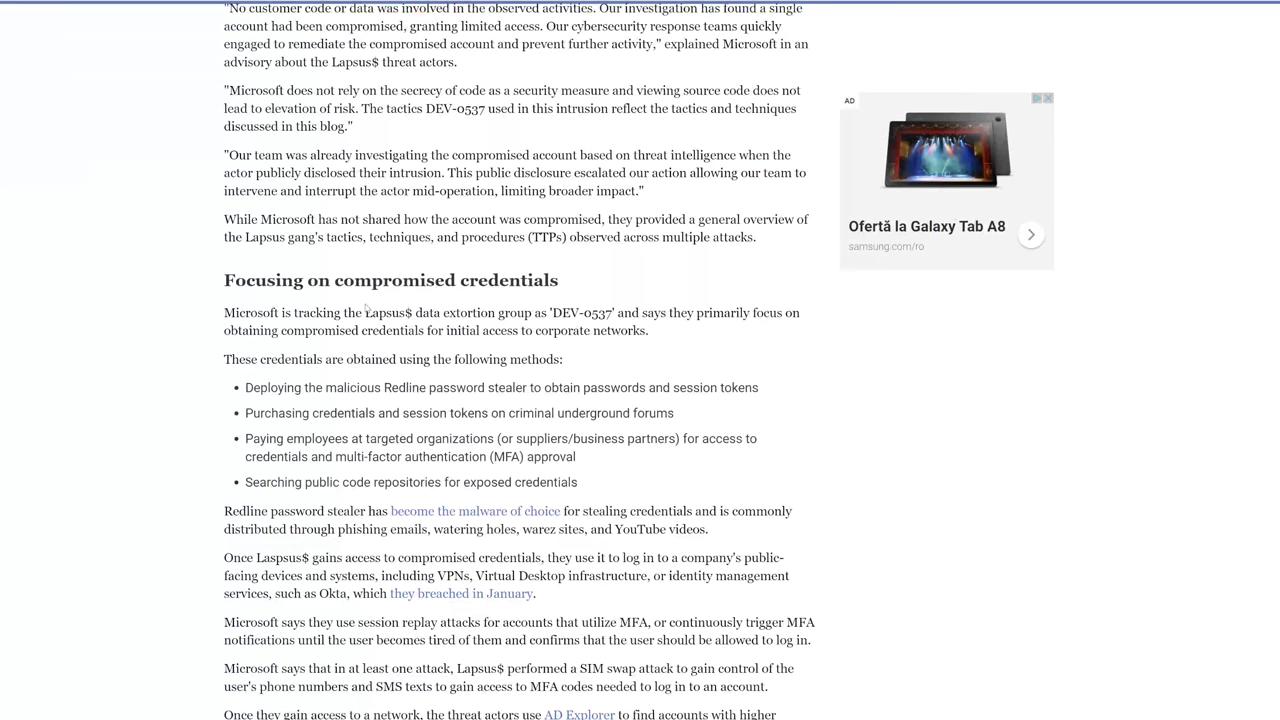 "No customer code or data was involved in the observed activities. Our investigation has found a single
account had been compromised, granting limited access. Our cybersecurity response teams quickly
engaged to remediate the compromised account and prevent further activity," explained Microsoft in an
advisory about the Lapsus$ threat actors.
"Microsoft does not rely on the secrecy of code as a security measure and viewing source code does not
lead to elevation of risk. The tactics DEV-0537 used in this intrusion reflect the tactics and techniques
discussed in this blog."
"Our team was already investigating the compromised account based on threat intelligence when the
actor publicly disclosed their intrusion. This public disclosure escalated our action allowing our team to
intervene and interrupt the actor mid-operation, limiting broader impact."
While Microsoft has not shared how the account was compromised, they provided a general overview of
the Lapsus gang's tactics, techniques, and procedures (TTPs) observed across multiple attacks.
Focusing on compromised credentials
Microsoft is tracking the Lapsus$ data extortion group as 'DEV-0537' and says they primarily focus on
obtaining compromised credentials for initial access to corporate networks.
These credentials are obtained using the following methods:
• Deploying the malicious Redline password stealer to obtain passwords and session tokens
• Purchasing credentials and session tokens on criminal underground forums
• Paying employees at targeted organizations (or suppliers/business partners) for access to
credentials and multi-factor authentication (MFA) approval
• Searching public code repositories for exposed credentials
Redline password stealer has become the malware of choice for stealing credentials and is commonly
distributed through phishing emails, watering holes, warez sites, and YouTube videos.
Once Laspsus$ gains access to compromised credentials, they use it to log in to a company's public-
facing devices and systems, including VPNs, Virtual Desktop infrastructure, or identity management
services, such as Okta, which they breached in January.
Microsoft says they use session replay attacks for accounts that utilize MFA, or continuously trigger MFA
notifications until the user becomes tired of them and confirms that the user should be allowed to log in.
Microsoft says that in at least one attack, Lapsus$ performed a SIM swap attack to gain control of the
user's phone numbers and SMS texts to gain access to MFA codes needed to log in to an account.
Once they gain access to a network, the threat actors use AD Explorer to find accounts with higher
AD
Ofertă la Galaxy Tab A8
samsung.com/ro